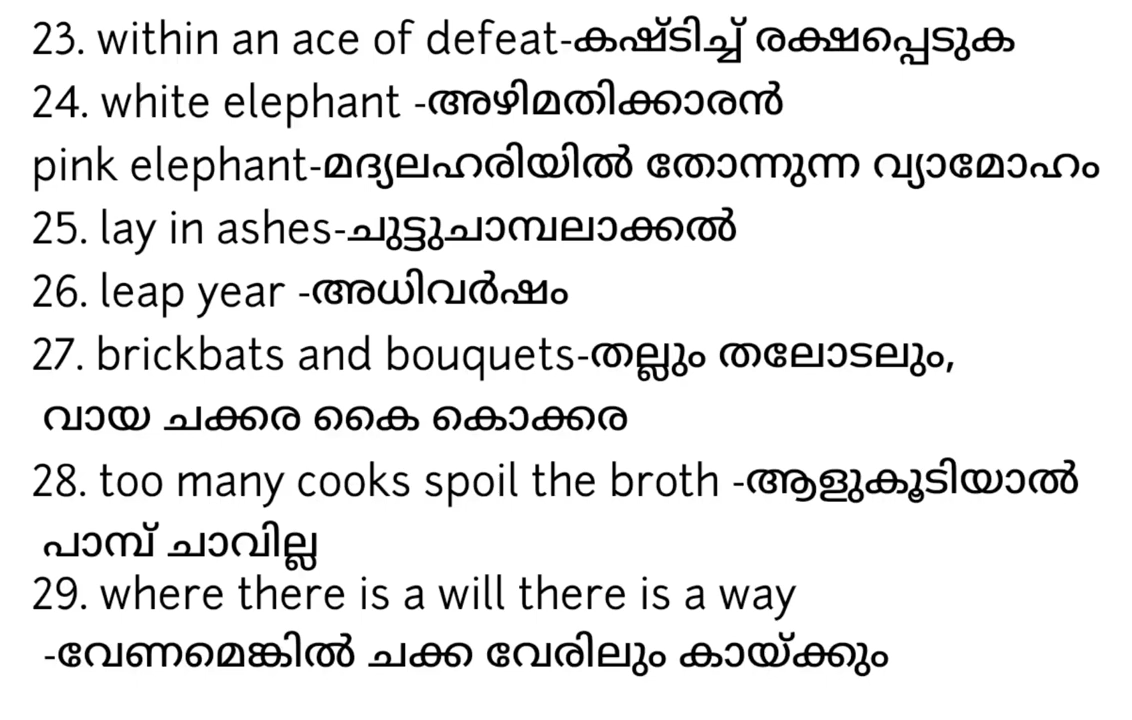 23. within an ace of defeat-കഷ്ടിച്ച് രക്ഷപ്പെടുക
24. white elephant -അഴിമതിക്കാരൻ
pink elephant-മദ്യലഹരിയിൽ തോന്നുന്ന വ്യാമോഹം
25. lay in ashes-ചുട്ടുചാമ്പലാക്കൽ
26. leap year -അധിവർഷം
27. brickbats and bouquets-തല്ലും തലോടലും,
വായ ചക്കര കൈ കൊക്കര
28. too many cooks spoil the broth -ആളുകൂടിയാൽ
പാമ്പ് ചാവില്ല
29. where there is a will there is a way
-വേണമെങ്കിൽ ചക്ക വേരിലും കായ്ക്കും